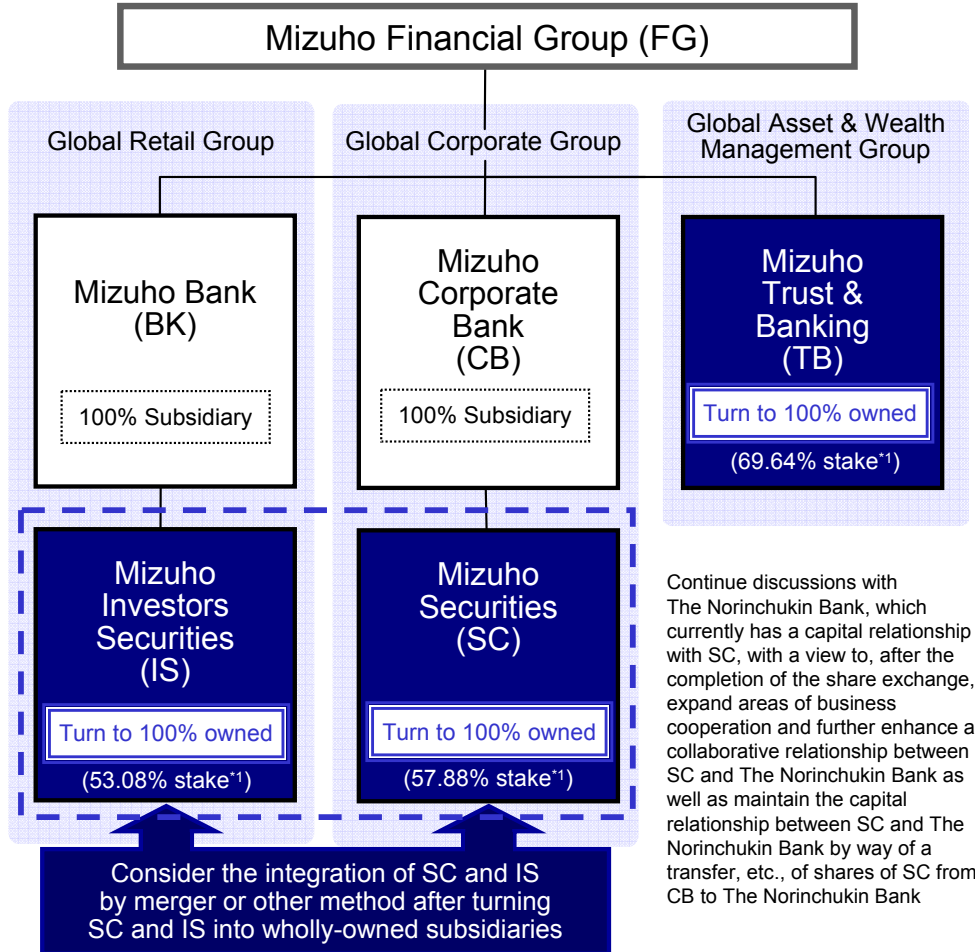 Mizuho Financial Group (FG)
Global Retail Group
Global Corporate Group
Global Asset & Wealth
Management Group
Mizuho Bank
(BK)
100% Subsidiary
Mizuho
Corporate
Bank
(CB)
100% Subsidiary
Mizuho
Trust &
Banking
(TB)
Turn to 100% owned
(69.64% stake*1)
Mizuho
Investors
Securities
(IS)
Turn to 100% owned
(53.08% stake*1)
Mizuho
Securities
(SC)
Turn to 100% owned
(57.88% stake*1)
Continue discussions with
The Norinchukin Bank, which
currently has a capital relationship
with SC, with a view to, after the
completion of the share exchange,
expand areas of business
cooperation and further enhance a
collaborative relationship between
SC and The Norinchukin Bank as
well as maintain the capital
relationship between SC and The
Norinchukin Bank by way of a
transfer, etc., of shares of SC from
CB to The Norinchukin Bank
Consider the integration of SC and IS
by merger or other method after turning
SC and IS into wholly-owned subsidiaries